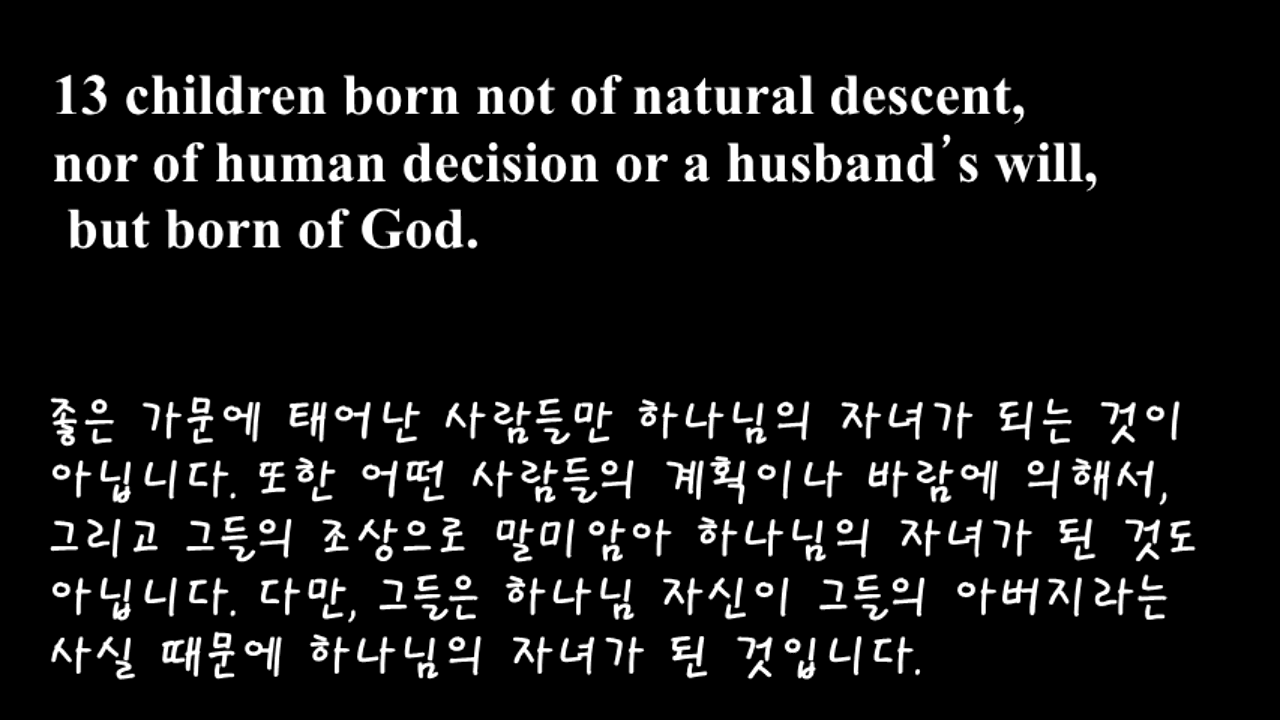 13 children born not of natural descent,
nor of human decision or a husband’s will,
but born of God.
좋은 가문에 태어난 사람들만 하나님의 자녀가 되는 것이
아닙니다. 또한 어떤 사람들의 계획이나 바람에 의해서,
그리고 그들의 조상으로 말미암아 하나님의 자녀가 된 것도
아닙니다. 다만, 그들은 하나님 자신이 그들의 아버지라는
사실 때문에 하나님의 자녀가 된 것입니다.